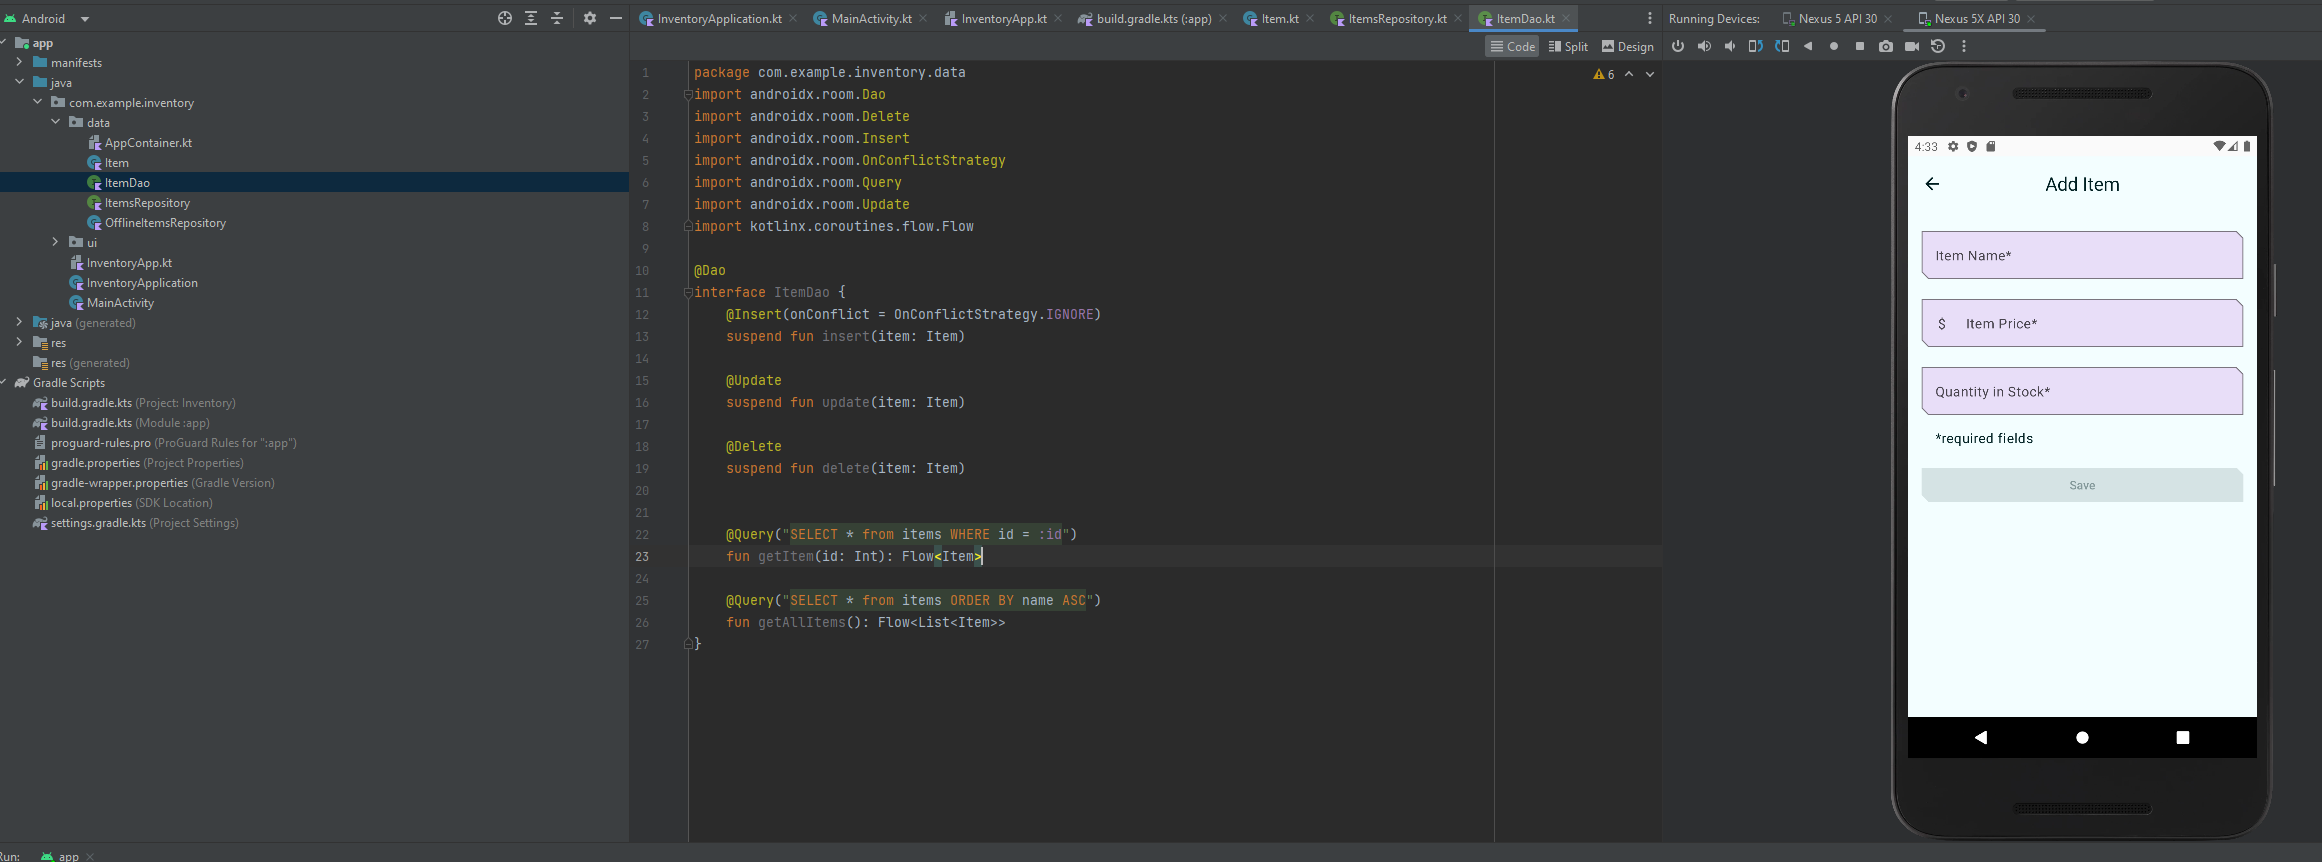 Android
app
manifests
java
com.example.inventory
data
AppContainer.kt
Item
ItemDao
ItemsRepository
OfflineItemsRepository
ui
InventoryApp.kt
InventoryApplication
MainActivity
java (generated)
res
res (generated)
Gradle Scripts
build.gradle.kts (Project: Inventory)
build.gradle.kts (Module :app)
proguard-rules.pro (ProGuard Rules for ":app")
gradle.properties (Project Properties)
gradle-wrapper.properties (Gradle Version)
local.properties (SDK Location)
settings.gradle.kts (Project Settings)
InventoryApplication.kt MainActivity.kt InventoryApp.kt build.gradle.kts (:app) Item.kt ItemsRepository.kt ItemDao.kt
Code Split Design
6
1 package com.example.inventory.data
2 import androidx.room.Dao
3 import androidx.room.Delete
4 import androidx.room.Insert
5 import androidx.room.OnConflictStrategy
6 import androidx.room.Query
7 import androidx.room.Update
8 import kotlinx.coroutines.flow.Flow
9
10 @Dao
11 interface ItemDao {
12 @Insert(onConflict = OnConflictStrategy.IGNORE)
13 suspend fun insert(item: Item)
14
15 @Update
16 suspend fun update(item: Item)
17
18 @Delete
19 suspend fun delete(item: Item)
20
21
22 @Query("SELECT * from items WHERE id = :id")
23 fun getItem(id: Int): Flow<Item>
24
25 @Query("SELECT * from items ORDER BY name ASC")
26 fun getAllItems(): Flow<List<Item>>
27 }
Running Devices: Nexus 5 API 30 Nexus 5X API 30
4:33
Add Item
Item Name*
$ Item Price*
Quantity in Stock*
*required fields
Save
Run: app